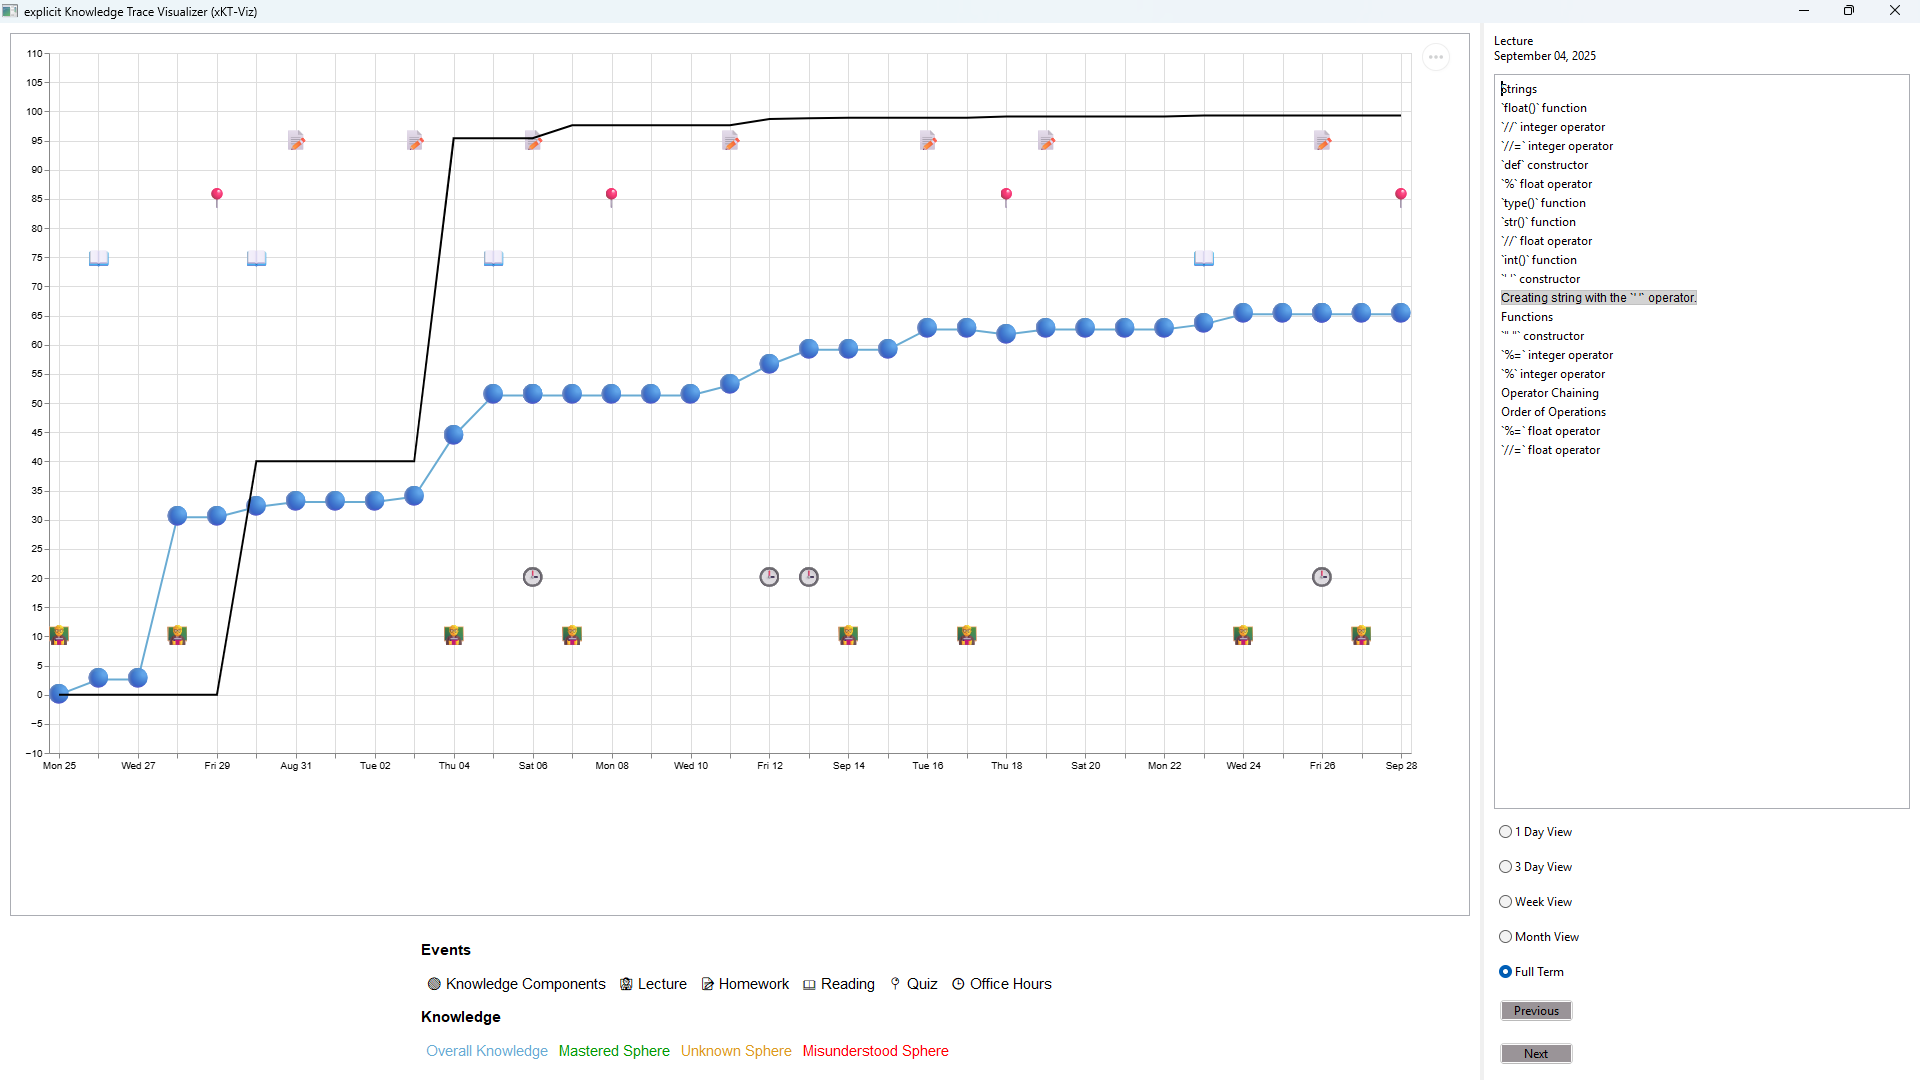 explicit Knowledge Trace Visualizer (xKT-Viz)
110
105
100
95
90
85
80
75
70
65
60
55
50
45
40
35
30
25
20
15
10
5
0
−5
−10
Mon 25 Wed 27 Fri 29 Aug 31 Tue 02 Thu 04 Sat 06 Mon 08 Wed 10 Fri 12 Sep 14 Tue 16 Thu 18 Sat 20 Mon 22 Wed 24 Fri 26 Sep 28
Events
Knowledge Components Lecture Homework Reading Quiz Office Hours
Knowledge
Overall Knowledge Mastered Sphere Unknown Sphere Misunderstood Sphere
Lecture
September 04, 2025
Strings
`float()` function
`//` integer operator
`//=` integer operator
`def` constructor
`%` float operator
`type()` function
`str()` function
`//` float operator
`int()` function
`' '` constructor
Creating string with the `' '` operator.
Functions
`" "` constructor
`%=` integer operator
`%` integer operator
Operator Chaining
Order of Operations
`%=` float operator
`//=` float operator
1 Day View
3 Day View
Week View
Month View
Full Term
Previous
Next